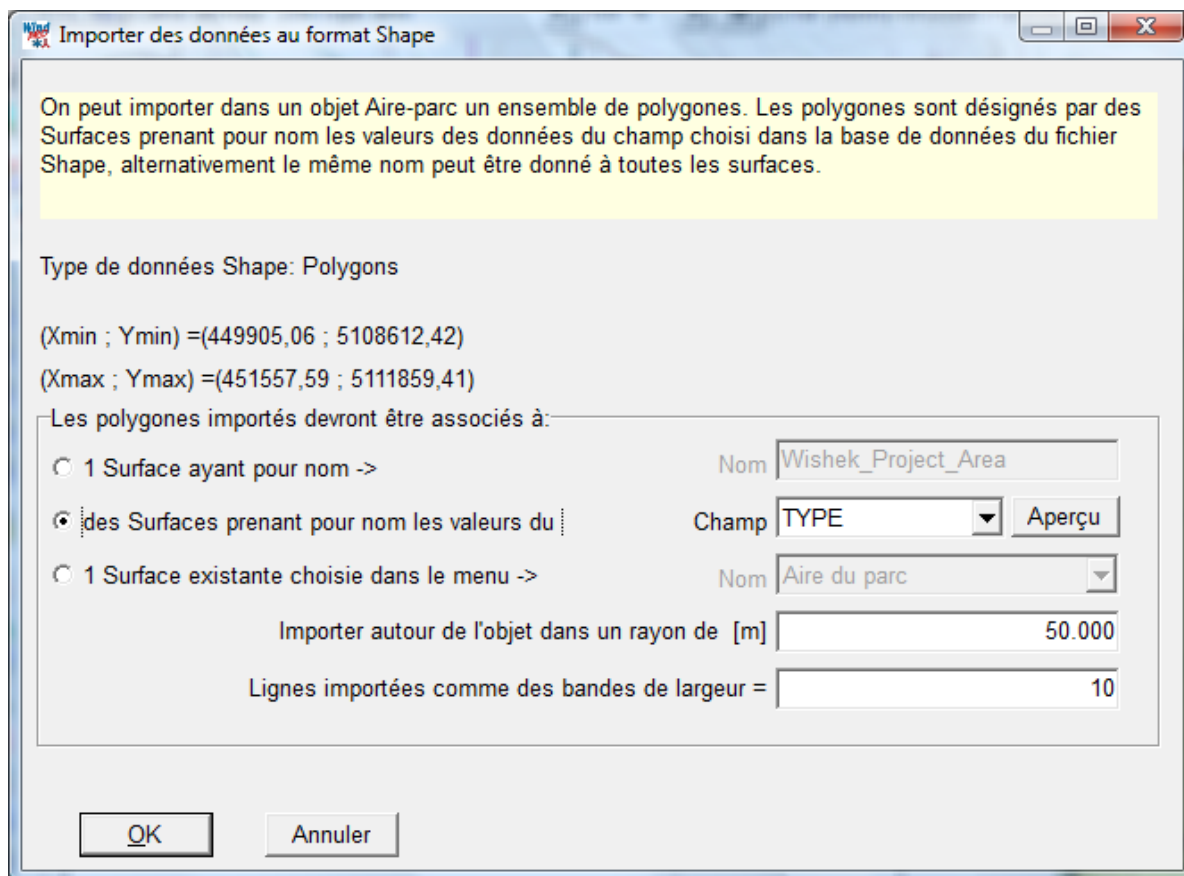 Importer des données au format Shape
On peut importer dans un objet Aire-parc un ensemble de polygones. Les polygones sont désignés par des
Surfaces prenant pour nom les valeurs des données du champ choisi dans la base de données du fichier
Shape, alternativement le même nom peut être donné à toutes les surfaces.
Type de données Shape: Polygons
(Xmin ; Ymin) =(449905,06 ; 5108612,42)
(Xmax ; Ymax) =(451557,59 ; 5111859,41)
Les polygones importés devront être associés à:
1 Surface ayant pour nom -> Nom Wishek_Project_Area
des Surfaces prenant pour nom les valeurs du Champ TYPE Aperçu
1 Surface existante choisie dans le menu -> Nom Aire du parc
Importer autour de l'objet dans un rayon de [m] 50.000
Lignes importées comme des bandes de largeur = 10
OK Annuler